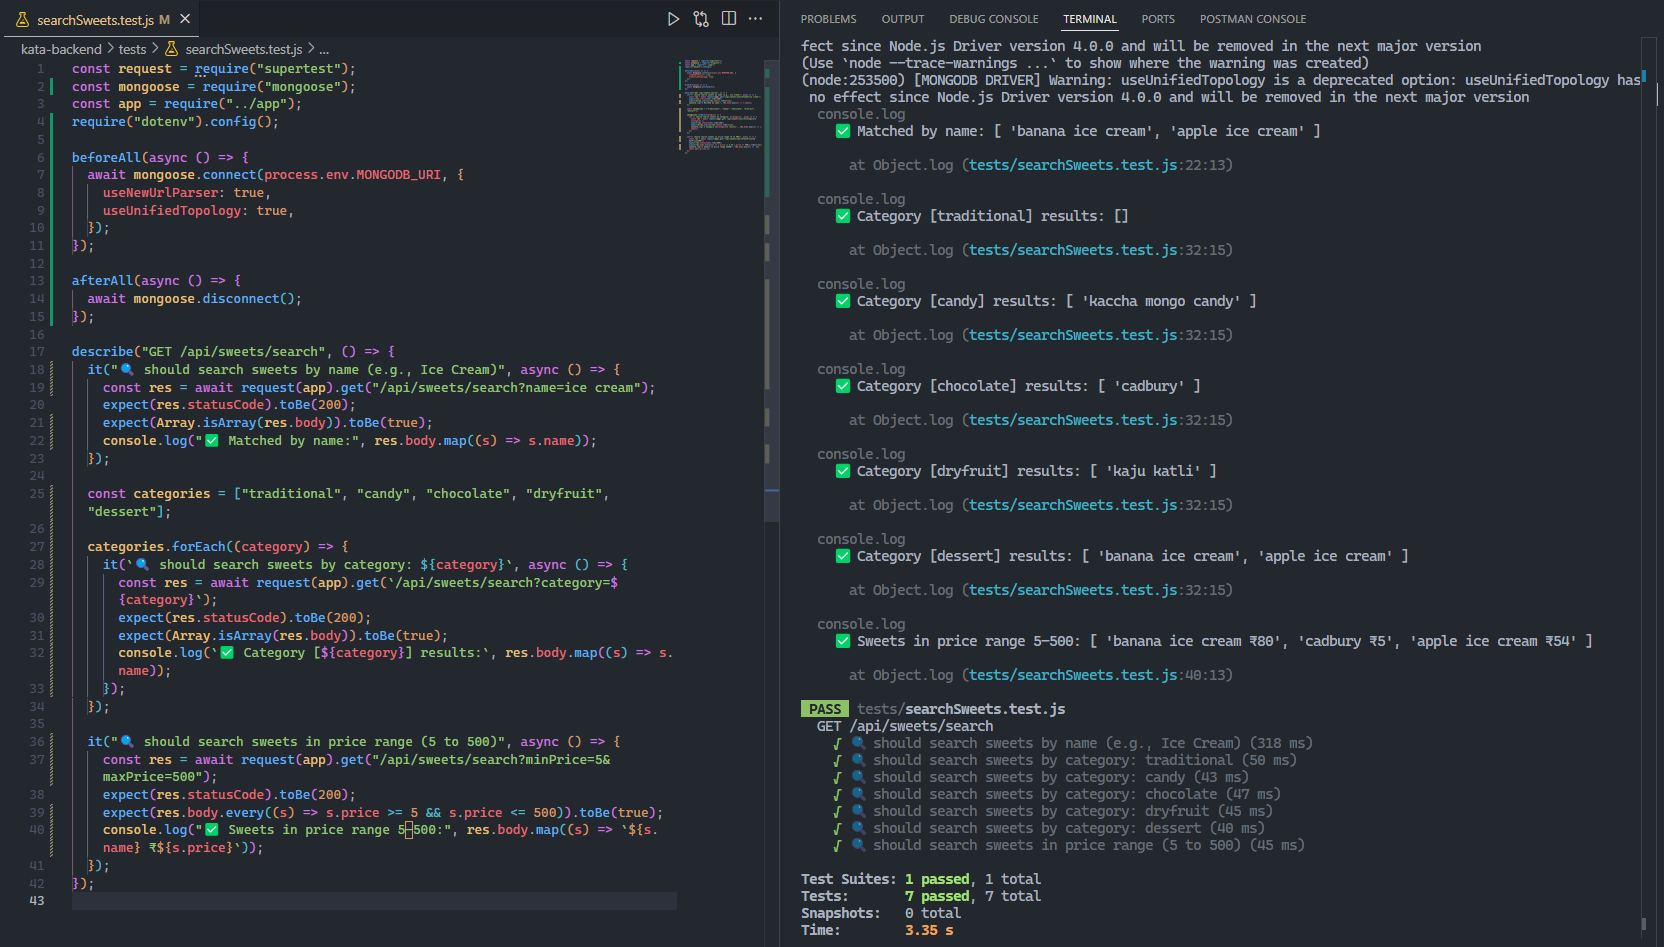 searchSweets.test.js M
kata-backend > tests > searchSweets.test.js > ...
1 const request = require("supertest");
2 const mongoose = require("mongoose");
3 const app = require("../app");
4 require("dotenv").config();
5
6 beforeAll(async () => {
7 await mongoose.connect(process.env.MONGODB_URI, {
8 useNewUrlParser: true,
9 useUnifiedTopology: true,
10 });
11 });
12
13 afterAll(async () => {
14 await mongoose.disconnect();
15 });
16
17 describe("GET /api/sweets/search", () => {
18 it("🔍 should search sweets by name (e.g., Ice Cream)", async () => {
19 const res = await request(app).get("/api/sweets/search?name=ice cream");
20 expect(res.statusCode).toBe(200);
21 expect(Array.isArray(res.body)).toBe(true);
22 console.log("✅ Matched by name:", res.body.map((s) => s.name));
23 });
24
25 const categories = ["traditional", "candy", "chocolate", "dryfruit",
"dessert"];
26
27 categories.forEach((category) => {
28 it(`🔍 should search sweets by category: ${category}`, async () => {
29 const res = await request(app).get(`/api/sweets/search?category=$
{category}`);
30 expect(res.statusCode).toBe(200);
31 expect(Array.isArray(res.body)).toBe(true);
32 console.log(`✅ Category [${category}] results:`, res.body.map((s) => s.
name));
33 });
34 });
35
36 it("🔍 should search sweets in price range (5 to 500)", async () => {
37 const res = await request(app).get("/api/sweets/search?minPrice=5&
maxPrice=500");
38 expect(res.statusCode).toBe(200);
39 expect(res.body.every((s) => s.price >= 5 && s.price <= 500)).toBe(true);
40 console.log("✅ Sweets in price range 5–500:", res.body.map((s) => `${s.
name} ₹${s.price}`));
41 });
42 });
43
PROBLEMS OUTPUT DEBUG CONSOLE TERMINAL PORTS POSTMAN CONSOLE
fect since Node.js Driver version 4.0.0 and will be removed in the next major version
(Use `node --trace-warnings ...` to show where the warning was created)
(node:253500) [MONGODB DRIVER] Warning: useUnifiedTopology is a deprecated option: useUnifiedTopology has
no effect since Node.js Driver version 4.0.0 and will be removed in the next major version
console.log
✅ Matched by name: [ 'banana ice cream', 'apple ice cream' ]
at Object.log (tests/searchSweets.test.js:22:13)
console.log
✅ Category [traditional] results: []
at Object.log (tests/searchSweets.test.js:32:15)
console.log
✅ Category [candy] results: [ 'kaccha mongo candy' ]
at Object.log (tests/searchSweets.test.js:32:15)
console.log
✅ Category [chocolate] results: [ 'cadbury' ]
at Object.log (tests/searchSweets.test.js:32:15)
console.log
✅ Category [dryfruit] results: [ 'kaju katli' ]
at Object.log (tests/searchSweets.test.js:32:15)
console.log
✅ Category [dessert] results: [ 'banana ice cream', 'apple ice cream' ]
at Object.log (tests/searchSweets.test.js:32:15)
console.log
✅ Sweets in price range 5–500: [ 'banana ice cream ₹80', 'cadbury ₹5', 'apple ice cream ₹54' ]
at Object.log (tests/searchSweets.test.js:40:13)
PASS tests/searchSweets.test.js
GET /api/sweets/search
√ 🔍 should search sweets by name (e.g., Ice Cream) (318 ms)
√ 🔍 should search sweets by category: traditional (50 ms)
√ 🔍 should search sweets by category: candy (43 ms)
√ 🔍 should search sweets by category: chocolate (47 ms)
√ 🔍 should search sweets by category: dryfruit (45 ms)
√ 🔍 should search sweets by category: dessert (40 ms)
√ 🔍 should search sweets in price range (5 to 500) (45 ms)
Test Suites: 1 passed, 1 total
Tests: 7 passed, 7 total
Snapshots: 0 total
Time: 3.35 s